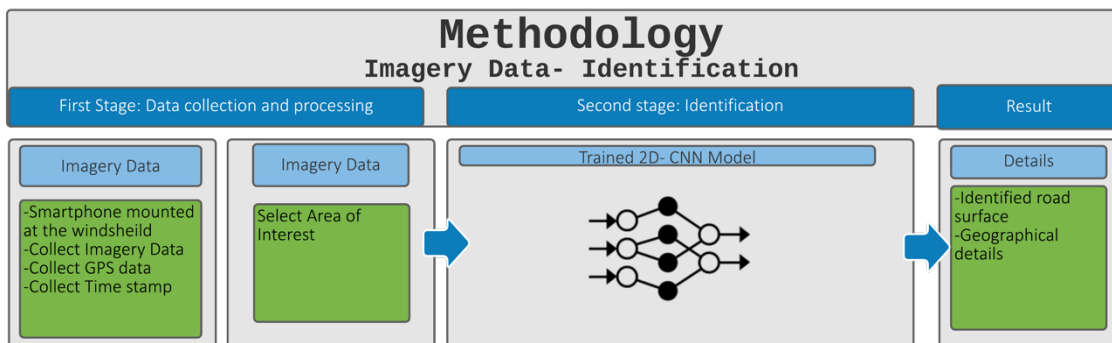 Methodology
Imagery Data- Identification
First Stage: Data collection and processing
Second stage: Identification
Result
Imagery Data
-Smartphone mounted
at the windsheild
-Collect Imagery Data
-Collect GPS data
-Collect Time stamp
Imagery Data
Select Area of
Interest
Trained 2D- CNN Model
Details
-Identified road
surface
-Geographical
details